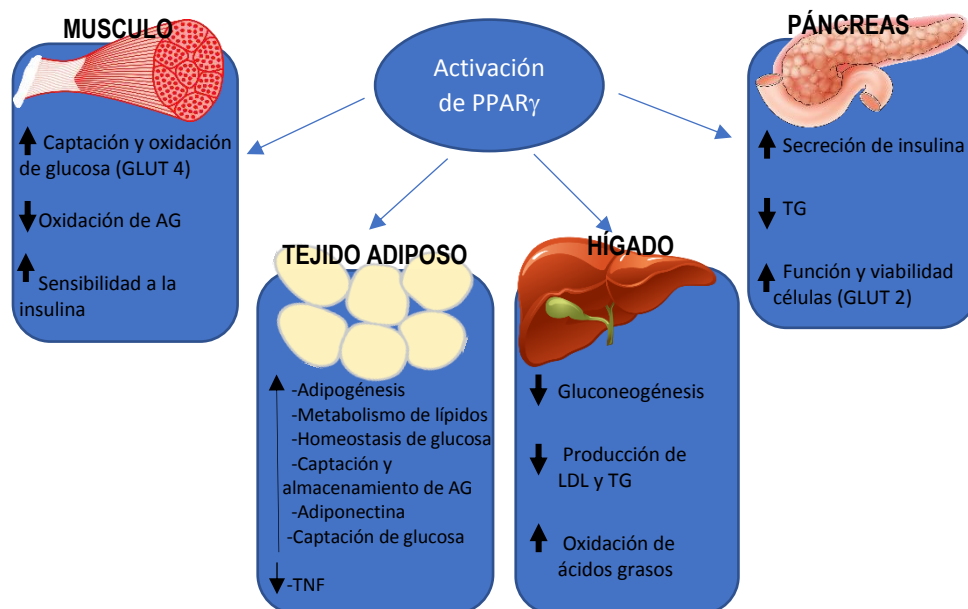 MUSCULO
Captación y oxidación
de glucosa (GLUT 4)
Oxidación de AG
Sensibilidad a la
insulina
Activación
de PPARγ
PÁNCREAS
Secreción de insulina
TG
Función y viabilidad
células (GLUT 2)
TEJIDO ADIPOSO
-Adipogénesis
-Metabolismo de lípidos
-Homeostasis de glucosa
-Captación y
almacenamiento de AG
-Adiponectina
-Captación de glucosa
-TNF
HÍGADO
Gluconeogénesis
Producción de
LDL y TG
Oxidación de
ácidos grasos